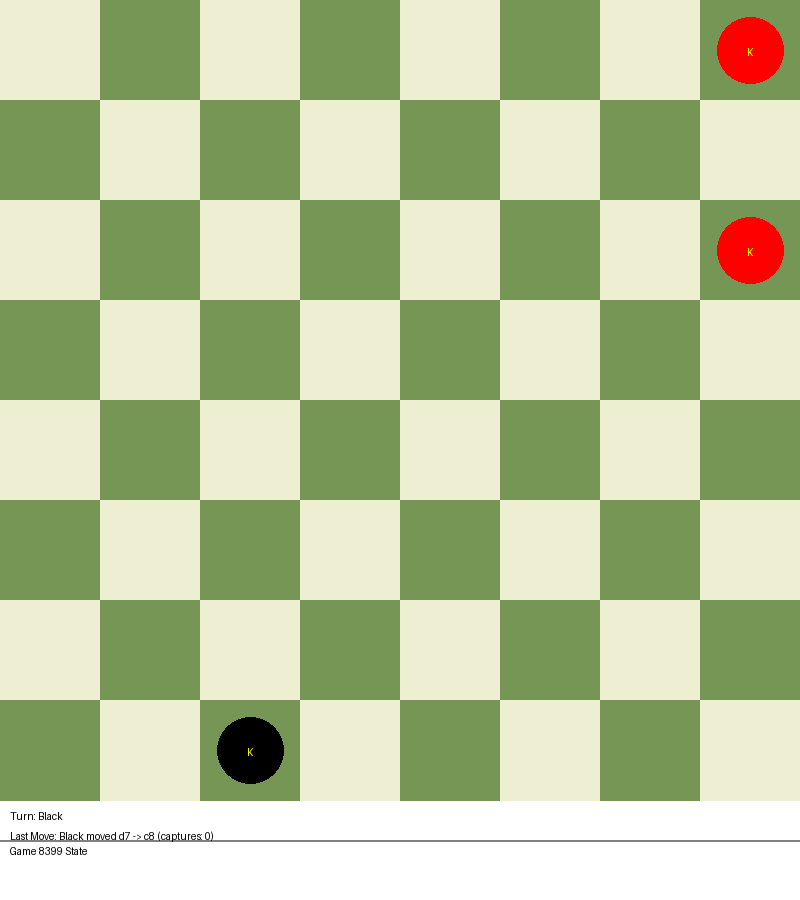 K
K
K
Turn: Black
Last Move: Black moved d7 -> c8 (captures: 0)
Game 8399 State